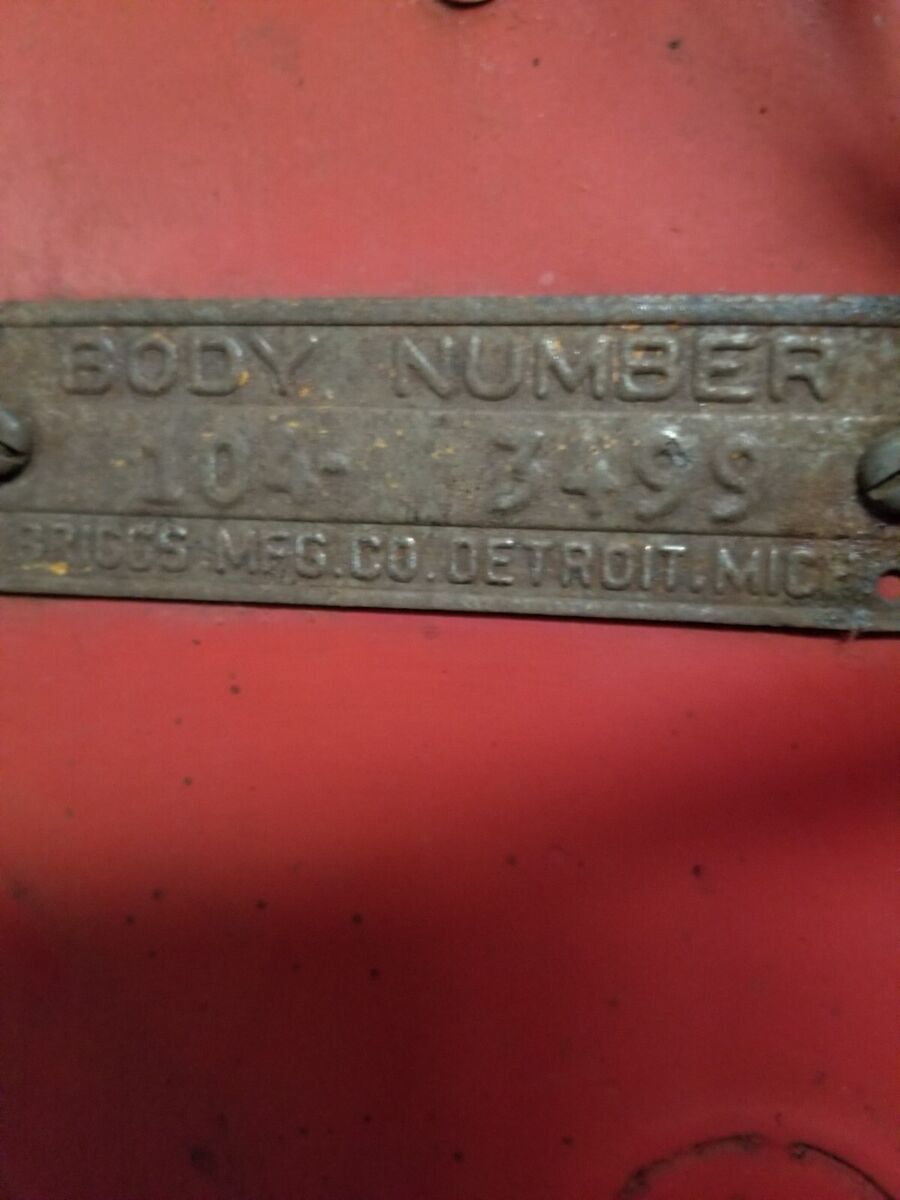 BODY NUMBER
104- 3499
BRIGGS MFG.CO. DETROIT.MIC